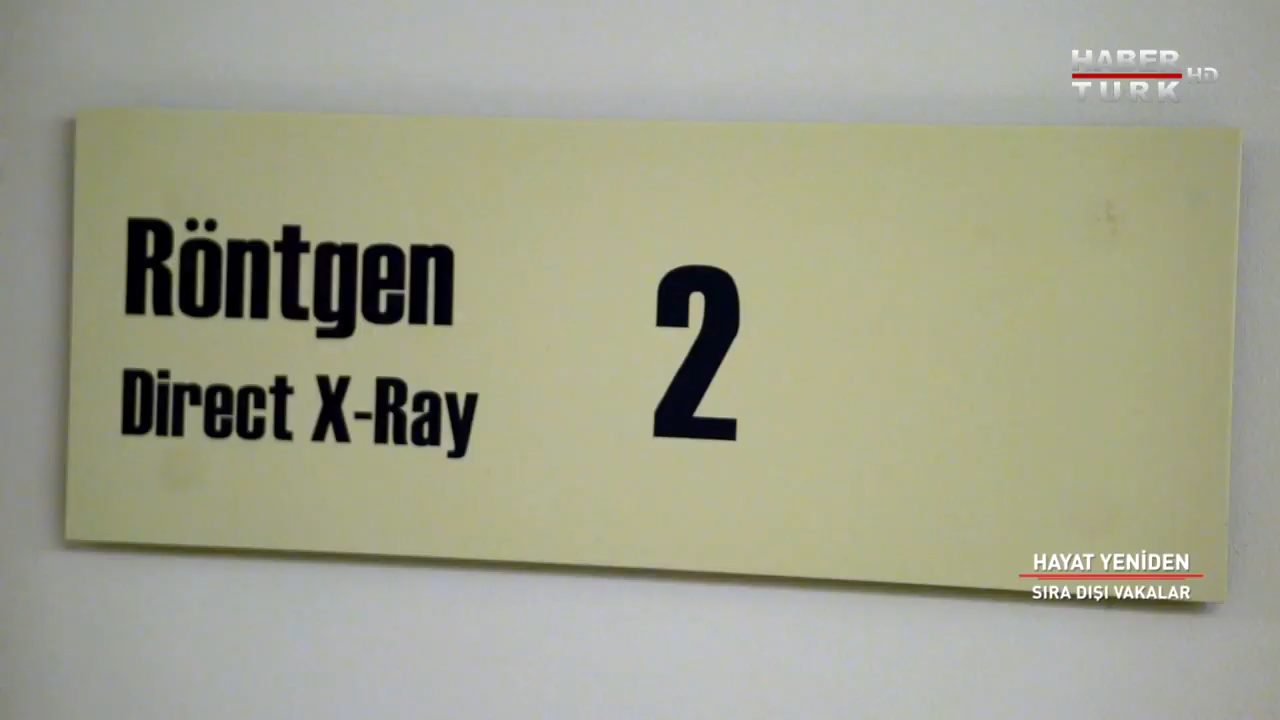 HABER
TURK HD
Röntgen
Direct X-Ray
2
HAYAT YENİDEN
SIRA DIŞI VAKALAR